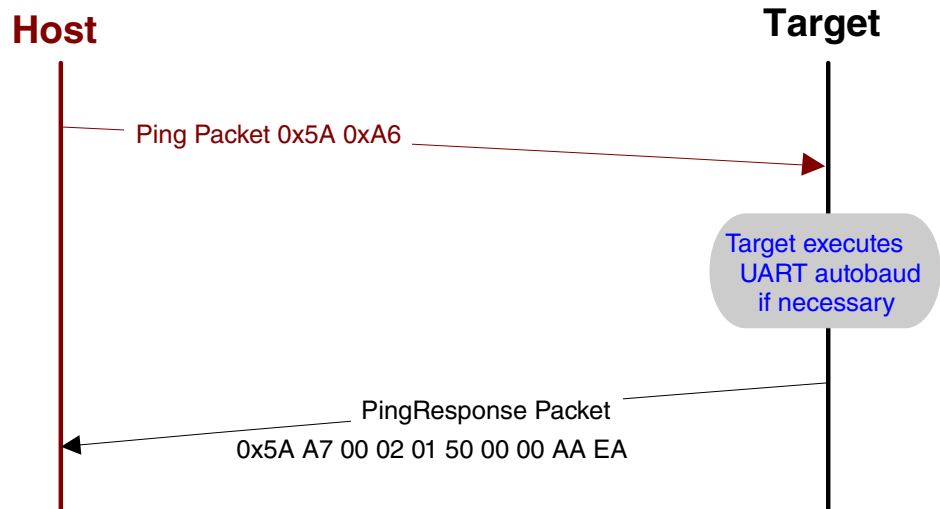 Host
Target
Ping Packet 0x5A 0xA6
Target executes
UART autobaud
if necessary
PingResponse Packet
0x5A A7 00 02 01 50 00 00 AA EA